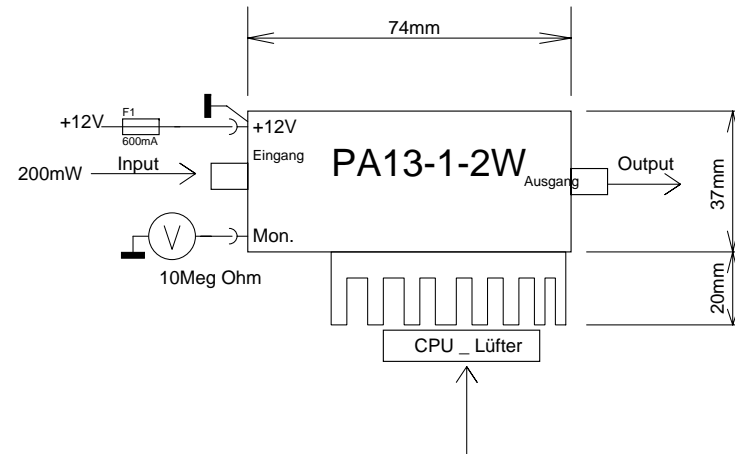 74mm
+12V
F1
600mA
+12V
200mW
Input
Eingang
PA13-1-2W
Ausgang
Output
37mm
V
Mon.
10Meg Ohm
20mm
CPU _ Lüfter